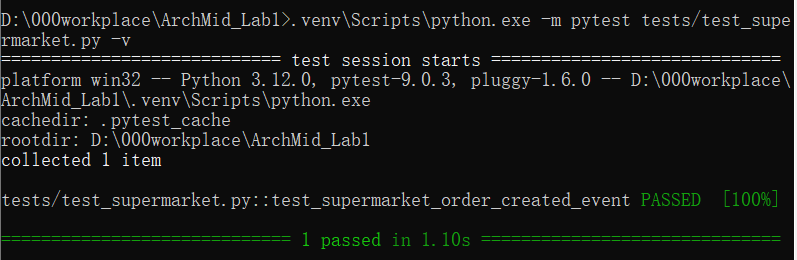 D:\000workplace\ArchMid_Lab1>.venv\Scripts\python.exe -m pytest tests/test_supe
rmarket.py -v
============================ test session starts =============================
platform win32 -- Python 3.12.0, pytest-9.0.3, pluggy-1.6.0 -- D:\000workplace\
ArchMid_Lab1\.venv\Scripts\python.exe
cachedir: .pytest_cache
rootdir: D:\000workplace\ArchMid_Lab1
collected 1 item
tests/test_supermarket.py::test_supermarket_order_created_event PASSED [100%]
============================= 1 passed in 1.10s ==============================